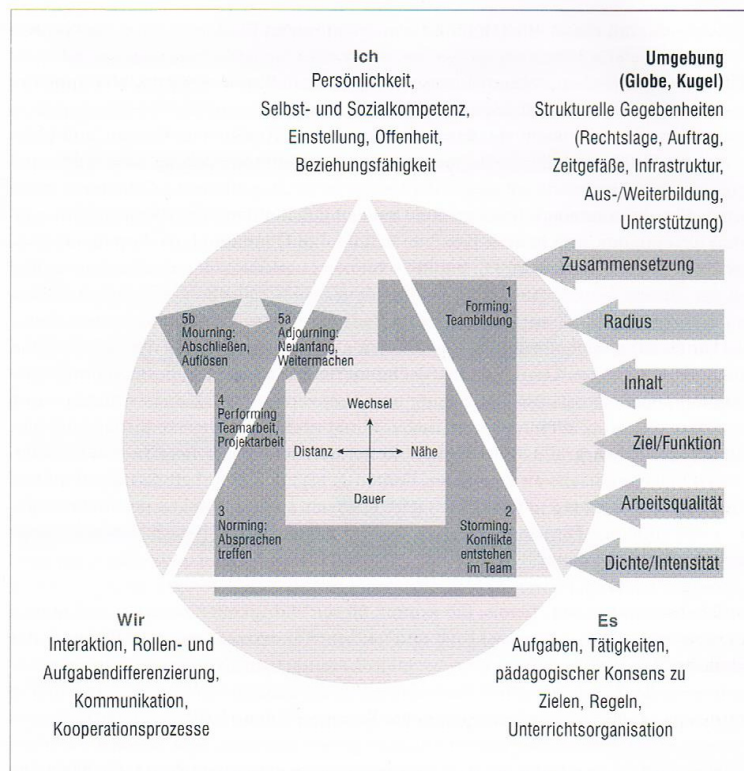 Ich
Persönlichkeit,
Selbst- und Sozialkompetenz,
Einstellung, Offenheit,
Beziehungsfähigkeit
Umgebung
(Globe, Kugel)
Strukturelle Gegebenheiten
(Rechtslage, Auftrag,
Zeitgefäße, Infrastruktur,
Aus-/Weiterbildung,
Unterstützung)
Zusammensetzung
Radius
Inhalt
Ziel/Funktion
Arbeitsqualität
Dichte/Intensität
1
Forming:
Teambildung
2
Storming:
Konflikte
entstehen
im Team
3
Norming:
Absprachen
treffen
4
Performing
Teamarbeit,
Projektarbeit
5a
Adjourning:
Neuanfang,
Weitermachen
5b
Mourning:
Abschließen,
Auflösen
Wechsel
Distanz
Nähe
Dauer
Wir
Interaktion, Rollen- und
Aufgabendifferenzierung,
Kommunikation,
Kooperationsprozesse
Es
Aufgaben, Tätigkeiten,
pädagogischer Konsens zu
Zielen, Regeln,
Unterrichtsorganisation